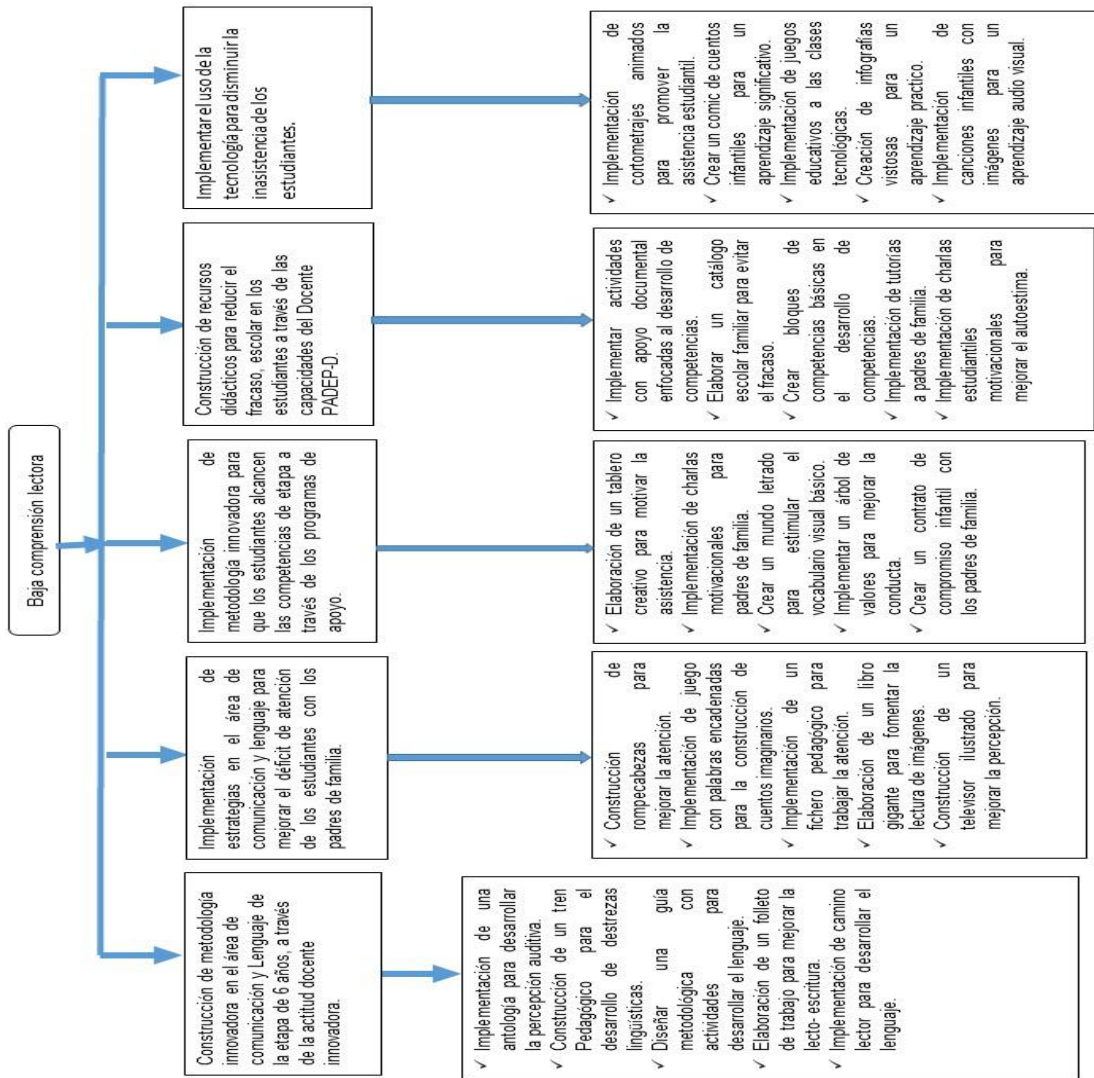 Baja comprensión lectora
Construcción de metodología
innovadora en el área de
comunicación y Lenguaje de
la etapa de 6 años, a través
de la actitud docente
innovadora.
Implementación de
estrategias en el área de
comunicación y lenguaje para
mejorar el déficit de atención
de los estudiantes con los
padres de familia.
Implementación de
metodología innovadora para
que los estudiantes alcancen
las competencias de etapa a
través de los programas de
apoyo.
Construcción de recursos
didácticos para reducir el
fracaso, escolar en los
estudiantes a través de las
capacidades del Docente
PADEP-D.
Implementar el uso de la
tecnología para disminuir la
inasistencia de los
estudiantes.
✓ Implementación de una
antología para desarrollar
la percepción auditiva.
✓ Construcción de un tren
Pedagógico para el
desarrollo de destrezas
lingüísticas.
✓ Diseñar una guía
metodológica con
actividades para
desarrollar el lenguaje.
✓ Elaboración de un folleto
de trabajo para mejorar la
lecto- escritura.
✓ Implementación de camino
lector para desarrollar el
lenguaje.
✓ Construcción de
rompecabezas para
mejorar la atención.
✓ Implementación de juego
con palabras encadenadas
para la construcción de
cuentos imaginarios.
✓ Implementación de un
fichero pedagógico para
trabajar la atención.
✓ Elaboración de un libro
gigante para fomentar la
lectura de imágenes.
✓ Construcción de un
televisor ilustrado para
mejorar la percepción.
✓ Elaboración de un tablero
creativo para motivar la
asistencia.
✓ Implementación de charlas
motivacionales para
padres de familia.
✓ Crear un mundo letrado
para estimular el
vocabulario visual básico.
✓ Implementar un árbol de
valores para mejorar la
conducta.
✓ Crear un contrato de
compromiso infantil con
los padres de familia.
✓ Implementar actividades
con apoyo documental
enfocadas al desarrollo de
competencias.
✓ Elaborar un catálogo
escolar familiar para evitar
el fracaso.
✓ Crear bloques de
competencias básicas en
el desarrollo de
competencias.
✓ Implementación de tutorías
a padres de familia.
✓ Implementación de charlas
estudiantiles
motivacionales para
mejorar el autoestima.
✓ Implementación de
cortometrajes animados
para promover la
asistencia estudiantil.
✓ Crear un comic de cuentos
infantiles para un
aprendizaje significativo.
✓ Implementación de juegos
educativos a las clases
tecnológicas.
✓ Creación de infografías
vistosas para un
aprendizaje practico.
✓ Implementación de
canciones infantiles con
imágenes para un
aprendizaje audio visual.